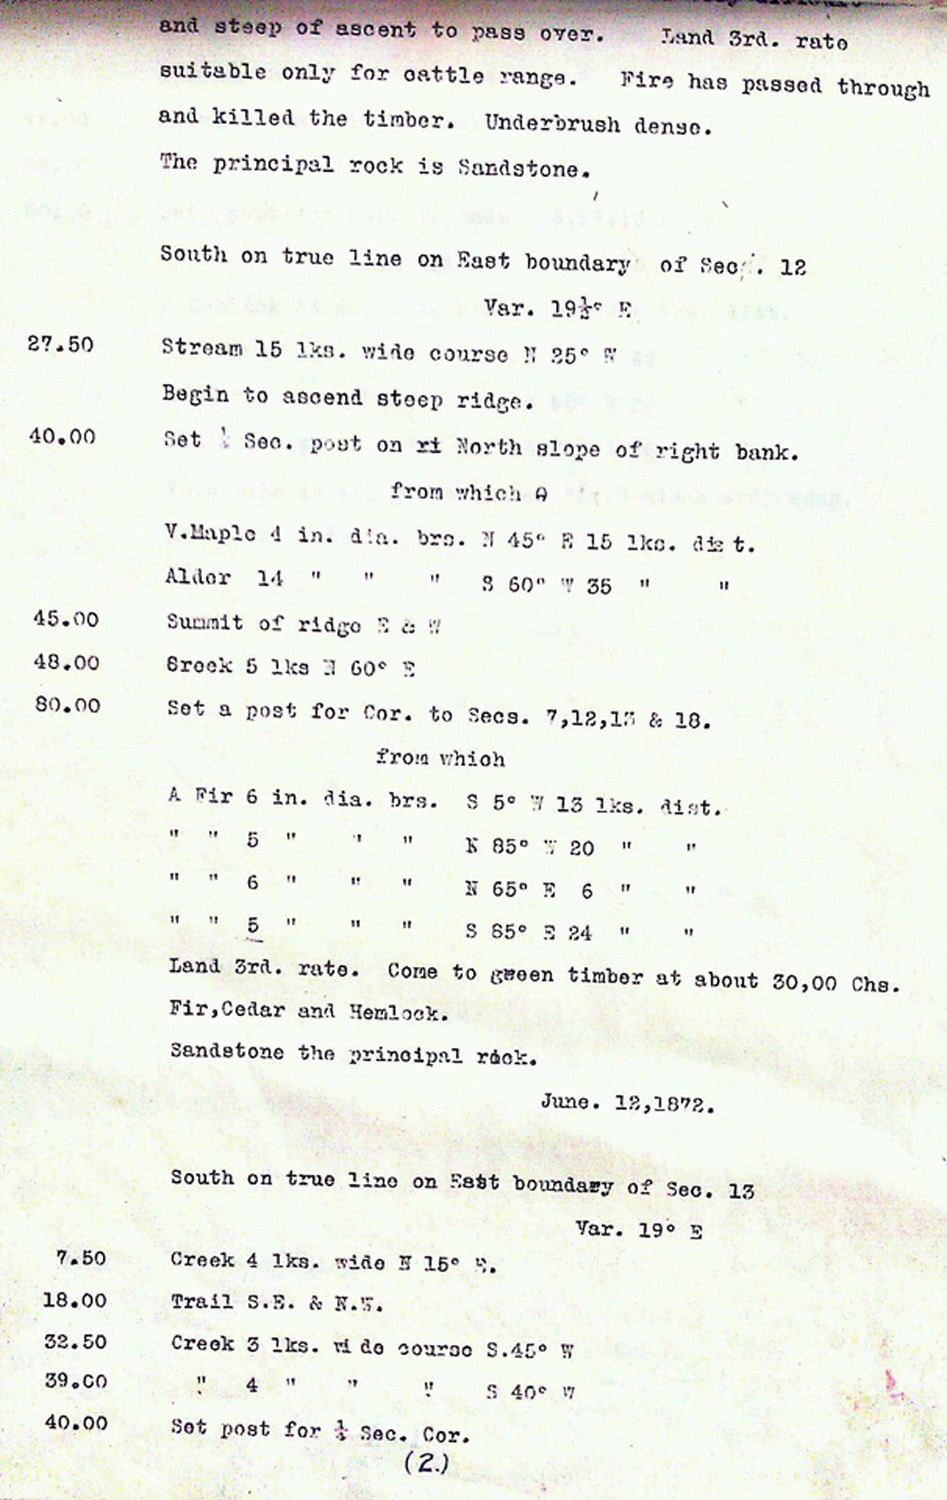 and steep of ascent to pass over. Land 3rd. rate
suitable only for cattle range. Fire has passed through
and killed the timber. Underbrush dense.
The principal rock is Sandstone.
South on true line on East boundary of Sec. 12
Var. 19½° E
27.50 Stream 15 lks. wide course N 25° W
Begin to ascend steep ridge.
40.00 Set ¼ Sec. post on ri North slope of right bank.
from which A
V.Maple 4 in. dia. brs. N 45° E 15 lks. dist.
Alder 14 " " " S 60° W 35 " "
45.00 Summit of ridge E & W
48.00 Brook 5 lks N 60° E
80.00 Set a post for Cor. to Secs. 7,12,13 & 18.
from which
A Fir 6 in. dia. brs. S 5° W 13 lks. dist.
" " 5 " " " N 85° W 20 " "
" " 6 " " " N 65° E 6 " "
" " 5 " " " S 85° E 24 " "
Land 3rd. rate. Come to green timber at about 30,00 Chs.
Fir,Cedar and Hemlock.
Sandstone the principal rock.
June. 12,1872.
South on true line on East boundary of Sec. 13
Var. 19° E
7.50 Creek 4 lks. wide N 15° E.
18.00 Trail S.E. & N.W.
32.50 Creek 3 lks. wide course S.45° W
39.00 " 4 " " " S 40° W
40.00 Set post for ¼ Sec. Cor.
(2.)